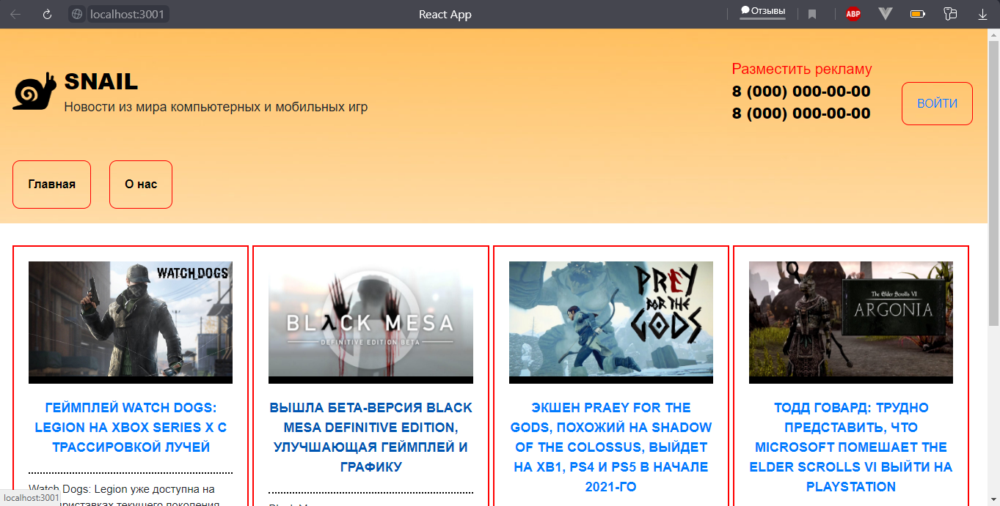 localhost:3001
React App
Отзывы
ABP
SNAIL
Новости из мира компьютерных и мобильных игр
Разместить рекламу
8 (000) 000-00-00
8 (000) 000-00-00
ВОЙТИ
Главная
О нас
WATCH DOGS
BLACK MESA
DEFINITIVE EDITION BETA
PREY
FOR THE
GODS
The Elder Scrolls VI
ARGONIA
ГЕЙМПЛЕЙ WATCH DOGS:
LEGION НА XBOX SERIES X С
ТРАССИРОВКОЙ ЛУЧЕЙ
Watch Dogs: Legion уже доступна на
приставках текущего поколения
ВЫШЛА БЕТА-ВЕРСИЯ BLACK
MESA DEFINITIVE EDITION,
УЛУЧШАЮЩАЯ ГЕЙМПЛЕЙ И
ГРАФИКУ
ЭКШЕН PRAEY FOR THE
GODS, ПОХОЖИЙ НА SHADOW
OF THE COLOSSUS, ВЫЙДЕТ
НА XB1, PS4 И PS5 В НАЧАЛЕ
2021-ГО
ТОДД ГОВАРД: ТРУДНО
ПРЕДСТАВИТЬ, ЧТО
MICROSOFT ПОМЕШАЕТ THE
ELDER SCROLLS VI ВЫЙТИ НА
PLAYSTATION
localhost:3001